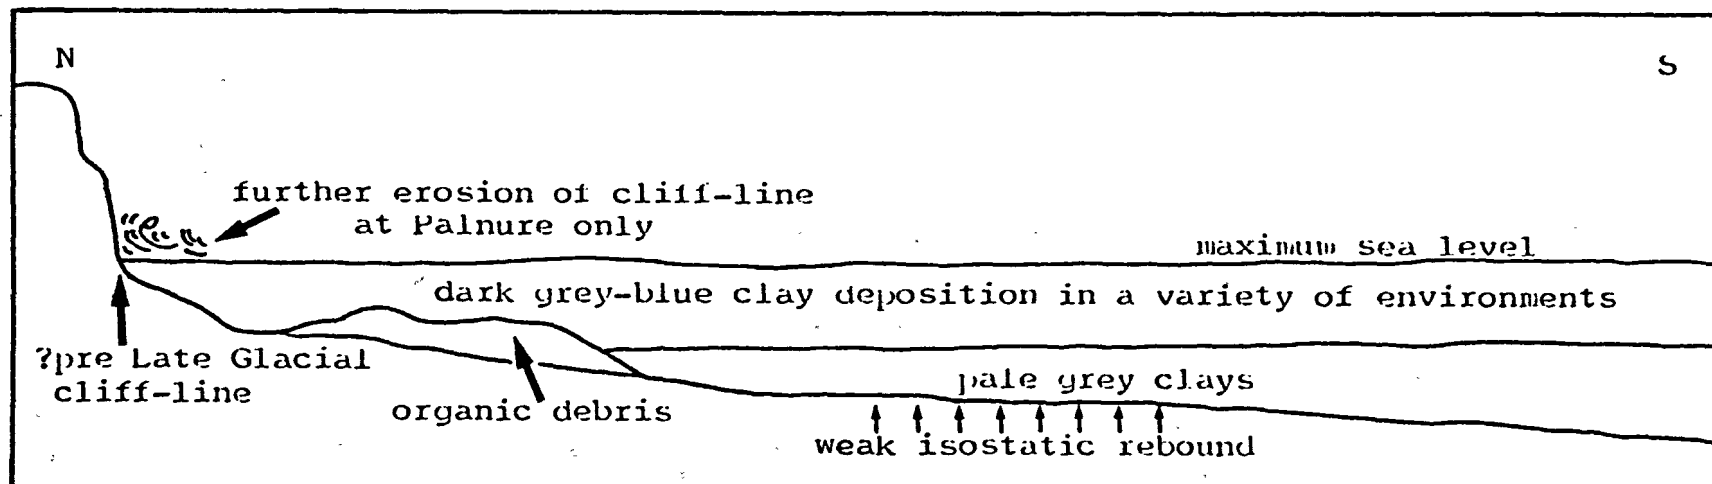 N
S
further erosion of cliff-line
at Palnure only
maximum sea level
dark grey-blue clay deposition in a variety of environments
?pre Late Glacial
cliff-line
organic debris
pale grey clays
weak isostatic rebound